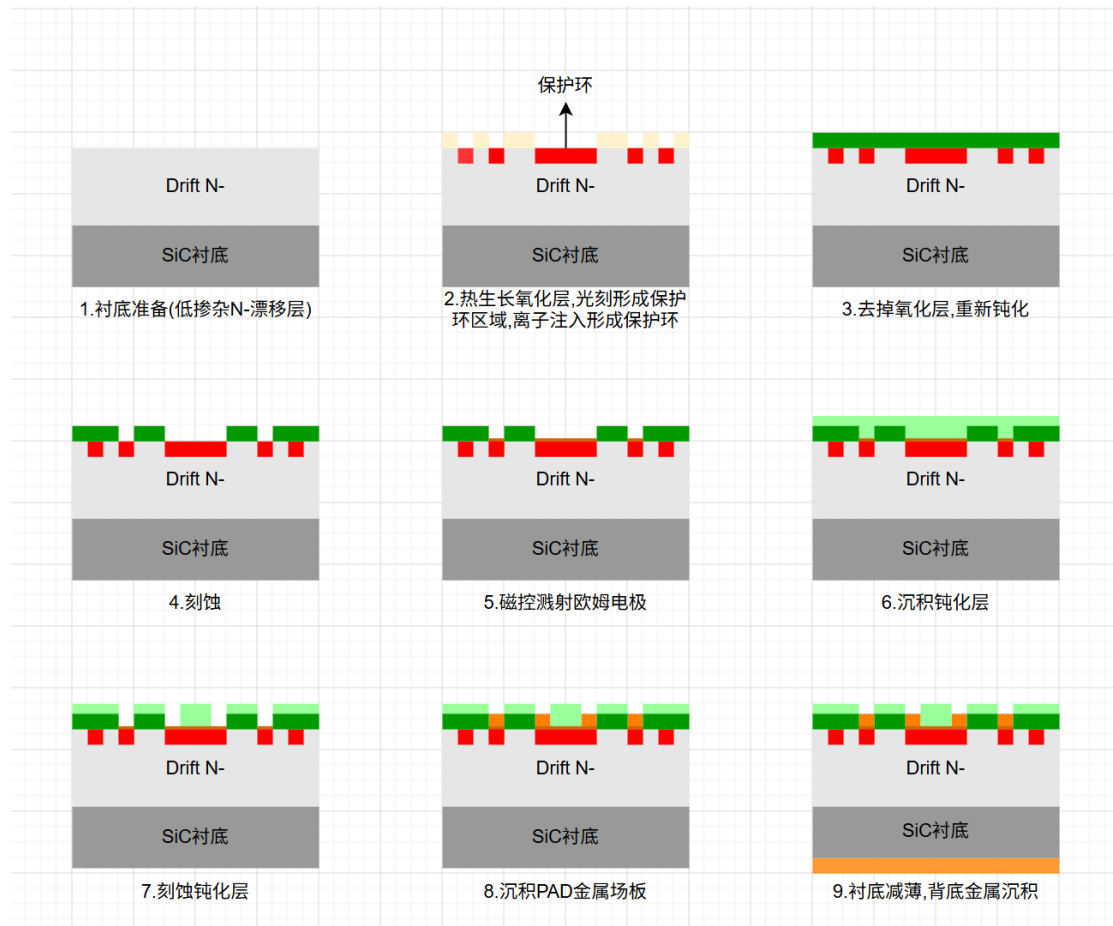 保护环
Drift N-
SiC衬底
1.衬底准备(低掺杂N-漂移层)
Drift N-
SiC衬底
2.热生长氧化层,光刻形成保护
环区域,离子注入形成保护环
Drift N-
SiC衬底
3.去掉氧化层,重新钝化
Drift N-
SiC衬底
4.刻蚀
Drift N-
SiC衬底
5.磁控溅射欧姆电极
Drift N-
SiC衬底
6.沉积钝化层
Drift N-
SiC衬底
7.刻蚀钝化层
Drift N-
SiC衬底
8.沉积PAD金属场板
Drift N-
SiC衬底
9.衬底减薄,背底金属沉积